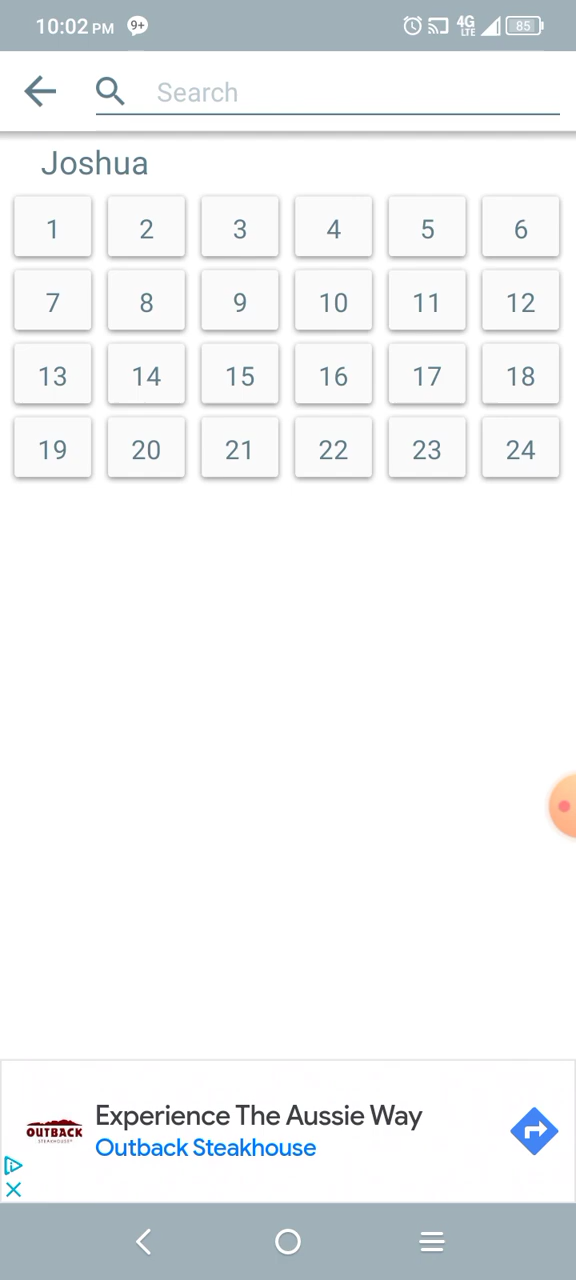 10:02 PM 9+ 4G LTE 85
Search
Joshua
1 2 3 4 5 6
7 8 9 10 11 12
13 14 15 16 17 18
19 20 21 22 23 24
Experience The Aussie Way
OUTBACK
STEAKHOUSE
Outback Steakhouse